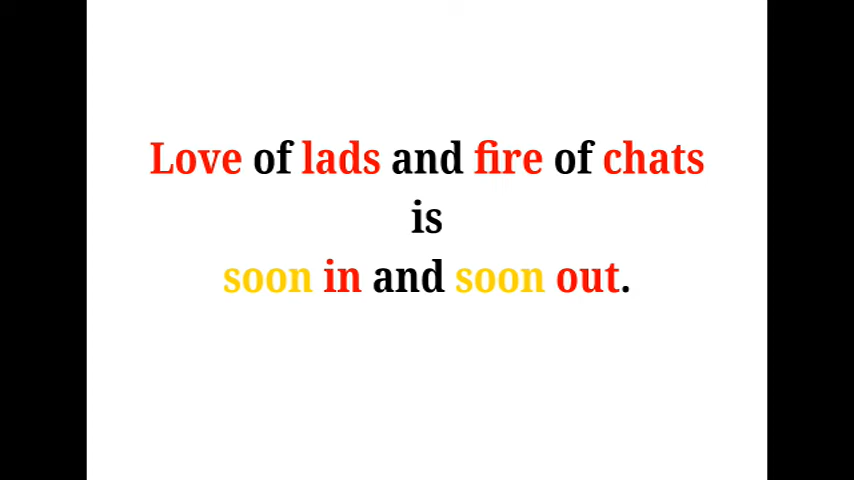 Love of lads and fire of chats
is
soon in and soon out.